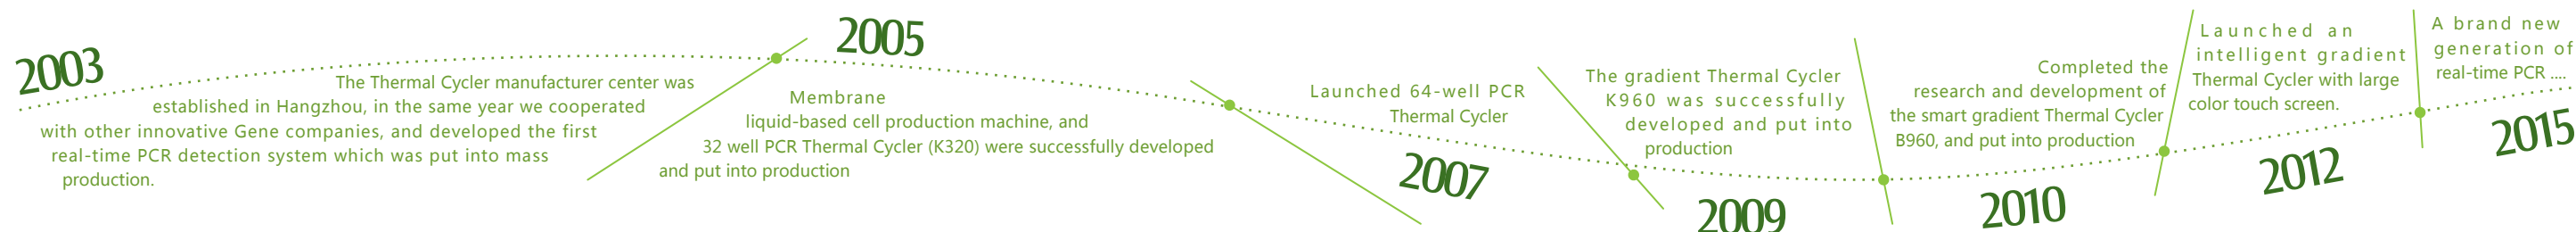 2003
The Thermal Cycler manufacturer center was
established in Hangzhou, in the same year we cooperated
with other innovative Gene companies, and developed the first
real-time PCR detection system which was put into mass
production.
2005
Membrane
liquid-based cell production machine, and
32 well PCR Thermal Cycler (K320) were successfully developed
and put into production
Launched 64-well PCR
Thermal Cycler
2007
The gradient Thermal Cycler
K960 was successfully
developed and put into
production
2009
Completed the
research and development of
the smart gradient Thermal Cycler
B960, and put into production
2010
Launched an
intelligent gradient
Thermal Cycler with large
color touch screen.
2012
A brand new
generation of
real-time PCR ....
2015